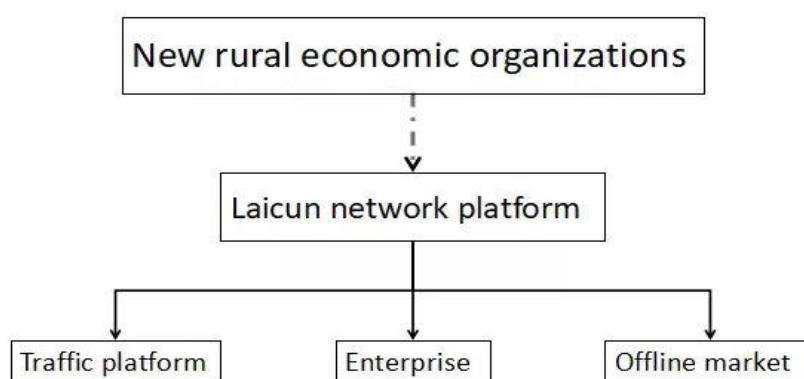 New rural economic organizations
Laicun network platform
Traffic platform
Enterprise
Offline market